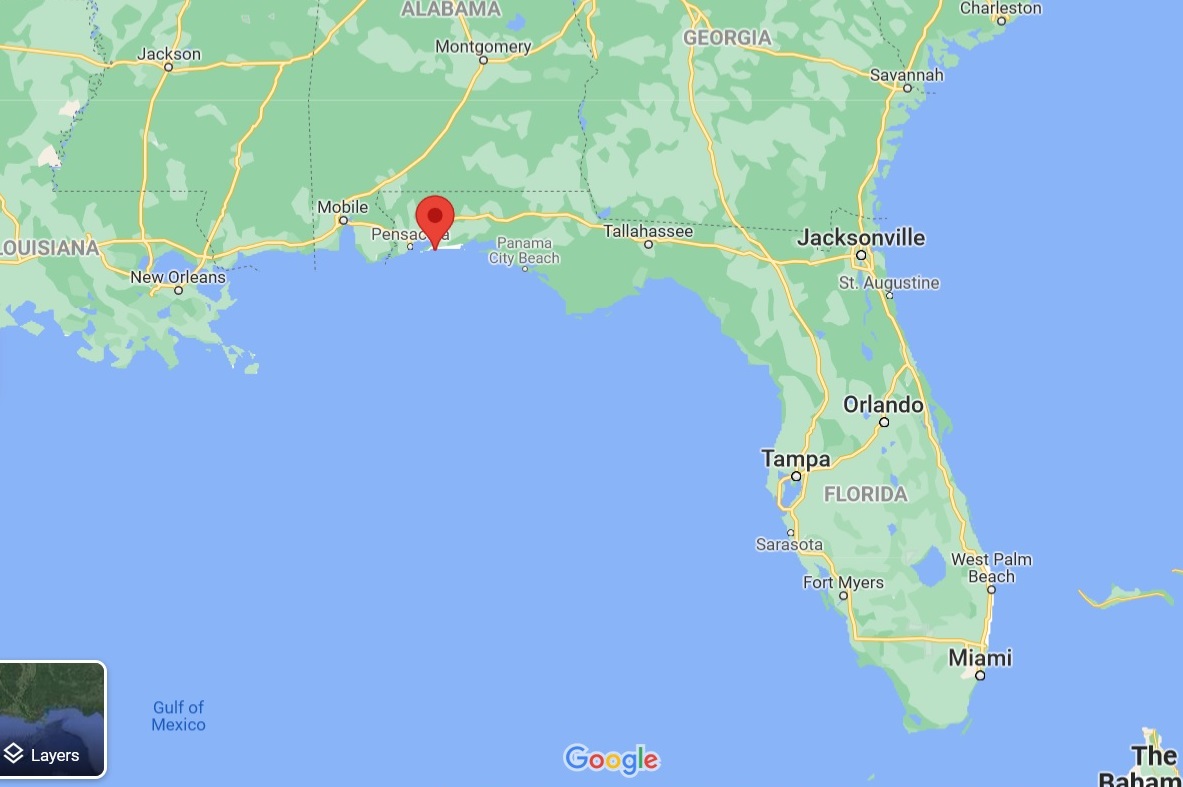 ALABAMA
Charleston
GEORGIA
Jackson
Montgomery
Savannah
Mobile
Pensac a
LOUISIANA
Tallahassee
Jacksonville
Panama
City Beach
New Orleans
St. Augustine
Orlando
Tampa
FLORIDA
Sarasota
West Palm
Beach
Fort Myers
Miami
Gulf of
Mexico
Layers
Google
The
Baham